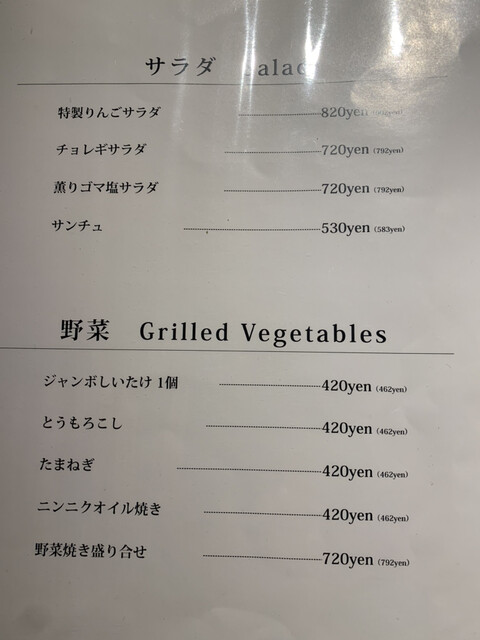 サラダ Salad
特製りんごサラダ 820yen
チョレギサラダ 720yen (792yen)
薫りゴマ塩サラダ 720yen (792yen)
サンチュ 530yen (583yen)
野菜 Grilled Vegetables
ジャンボしいたけ 1個 420yen (462yen)
とうもろこし 420yen (462yen)
たまねぎ 420yen (462yen)
ニンニクオイル焼き 420yen (462yen)
野菜焼き盛り合せ 720yen (792yen)